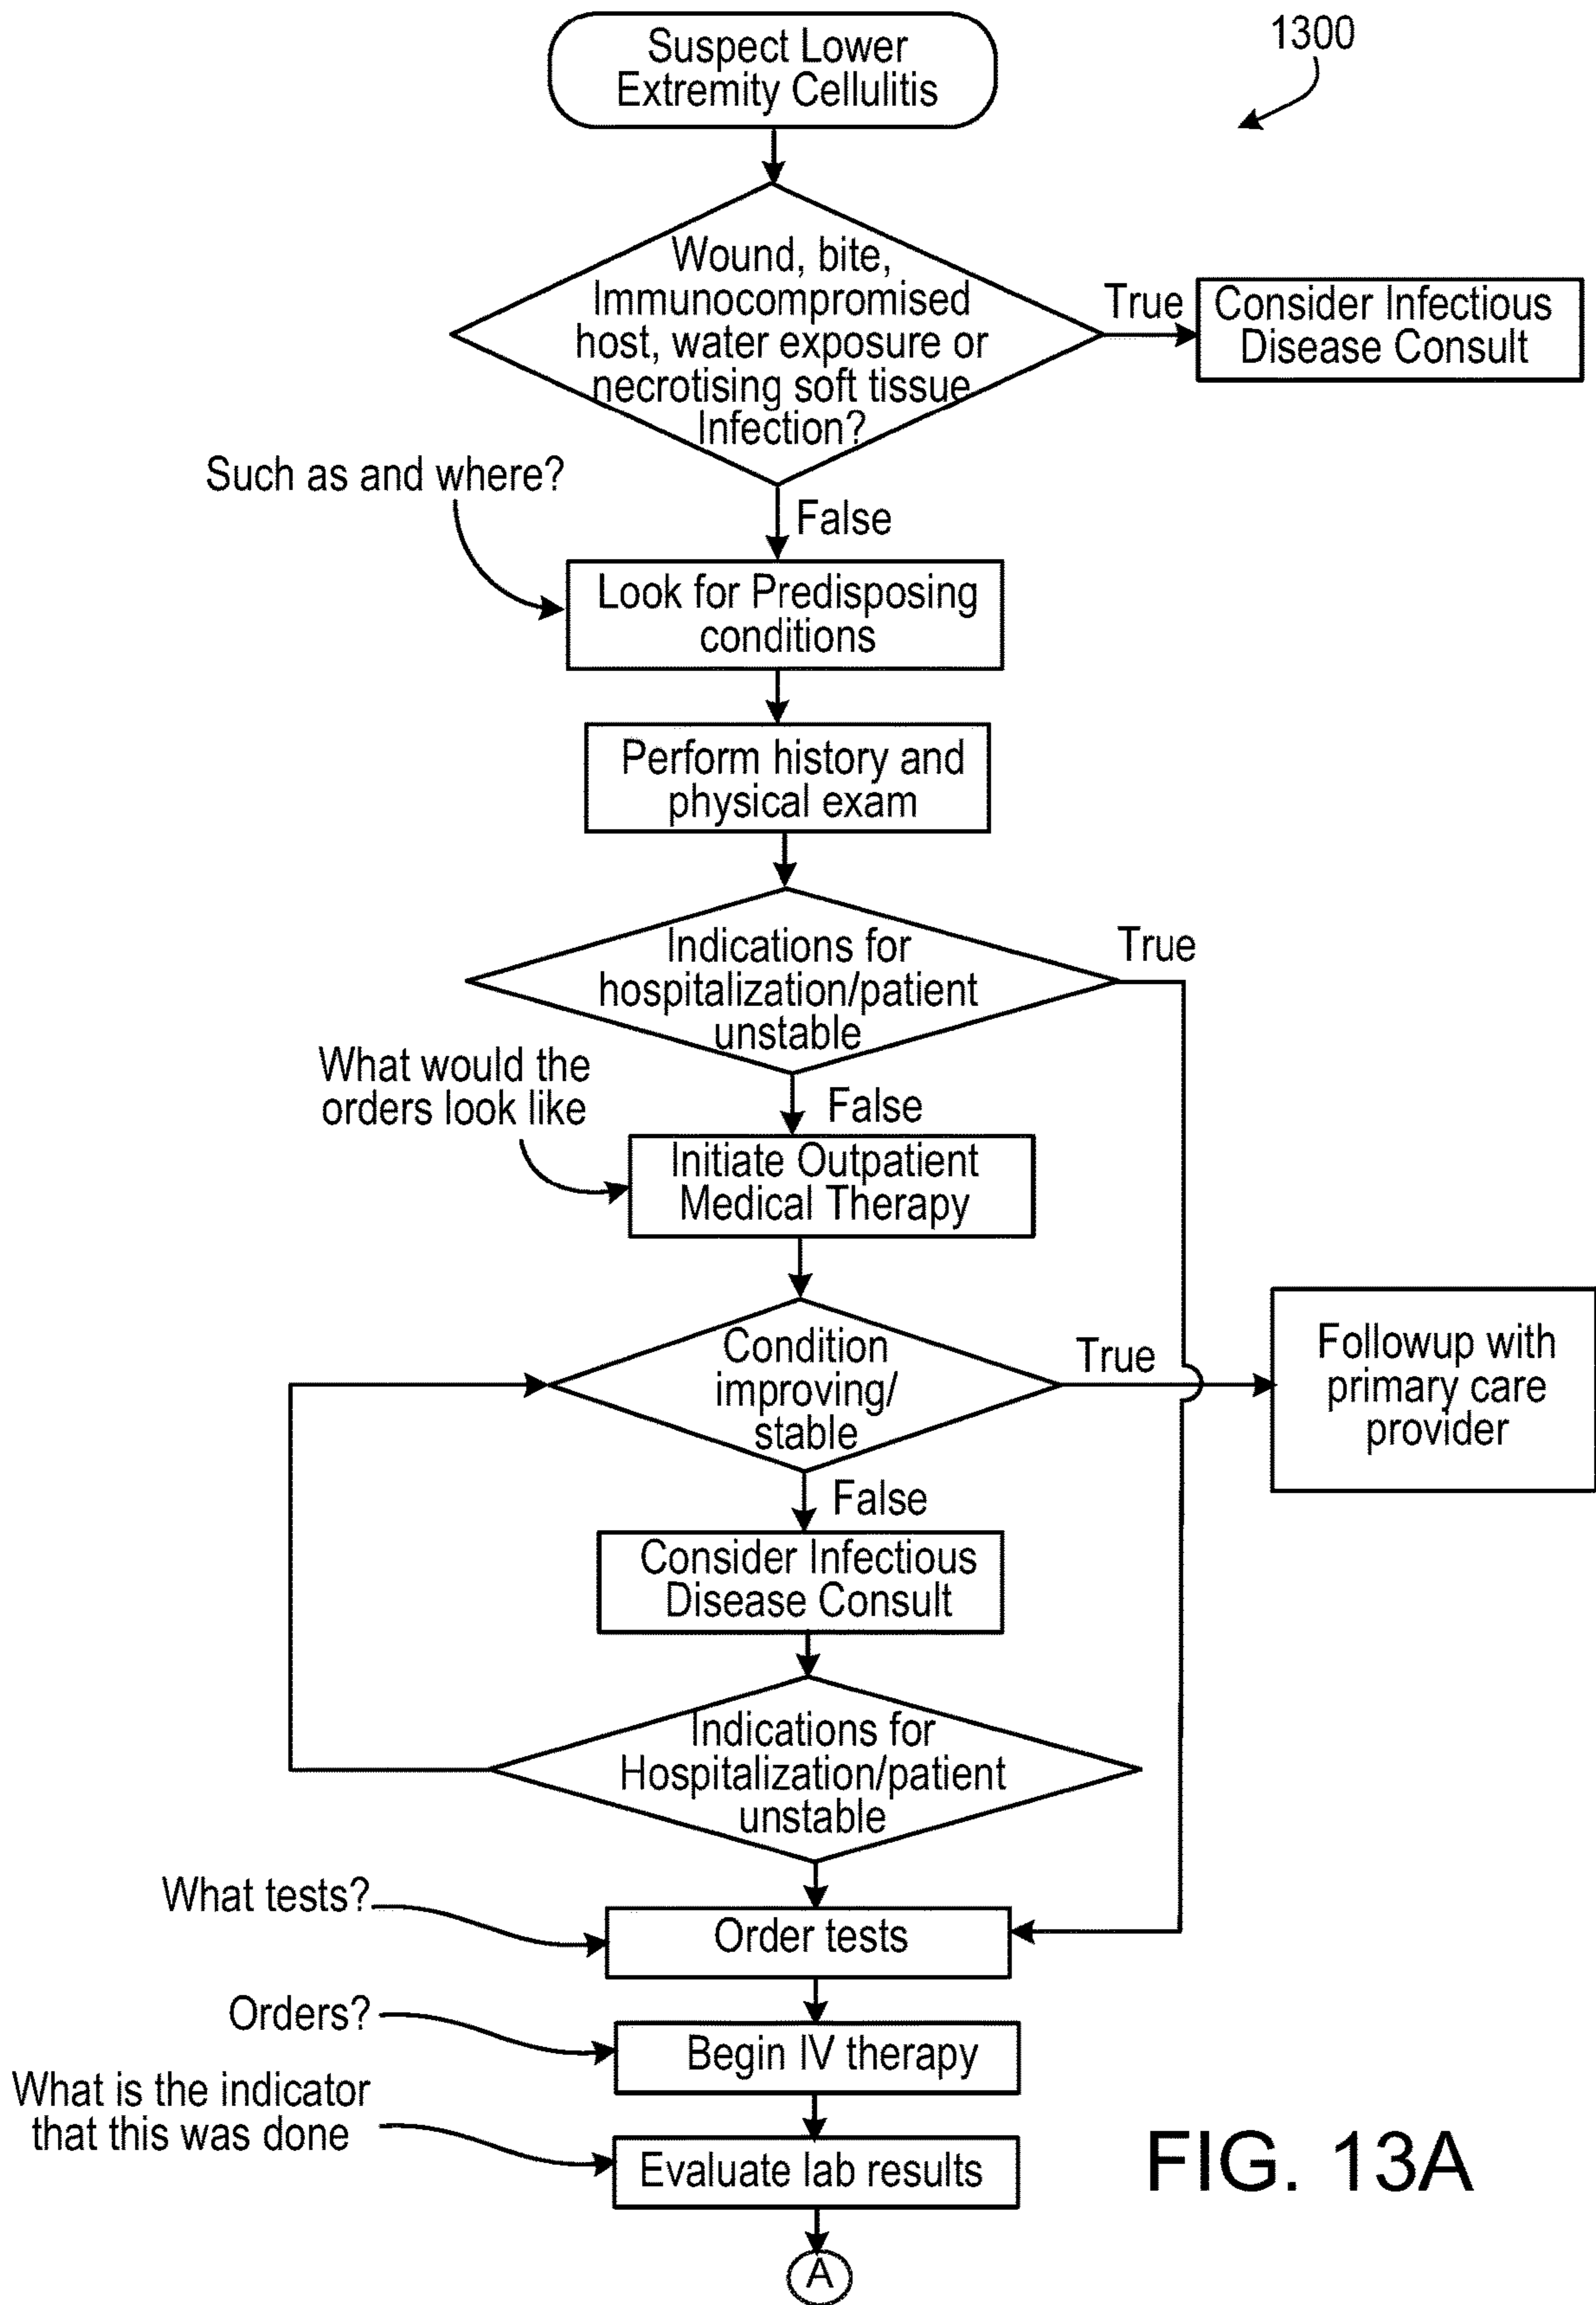 Suspect Lower
Extremity Cellulitis
1300
Wound, bite,
Immunocompromised
host, water exposure or
necrotising soft tissue
Infection?
True
Consider Infectious
Disease Consult
Such as and where?
False
Look for Predisposing
conditions
Perform history and
physical exam
Indications for
hospitalization/patient
unstable
True
What would the
orders look like
False
Initiate Outpatient
Medical Therapy
Condition
improving/
stable
True
Followup with
primary care
provider
False
Consider Infectious
Disease Consult
Indications for
Hospitalization/patient
unstable
What tests?
Order tests
Orders?
Begin IV therapy
What is the indicator
that this was done
Evaluate lab results
A
FIG. 13A